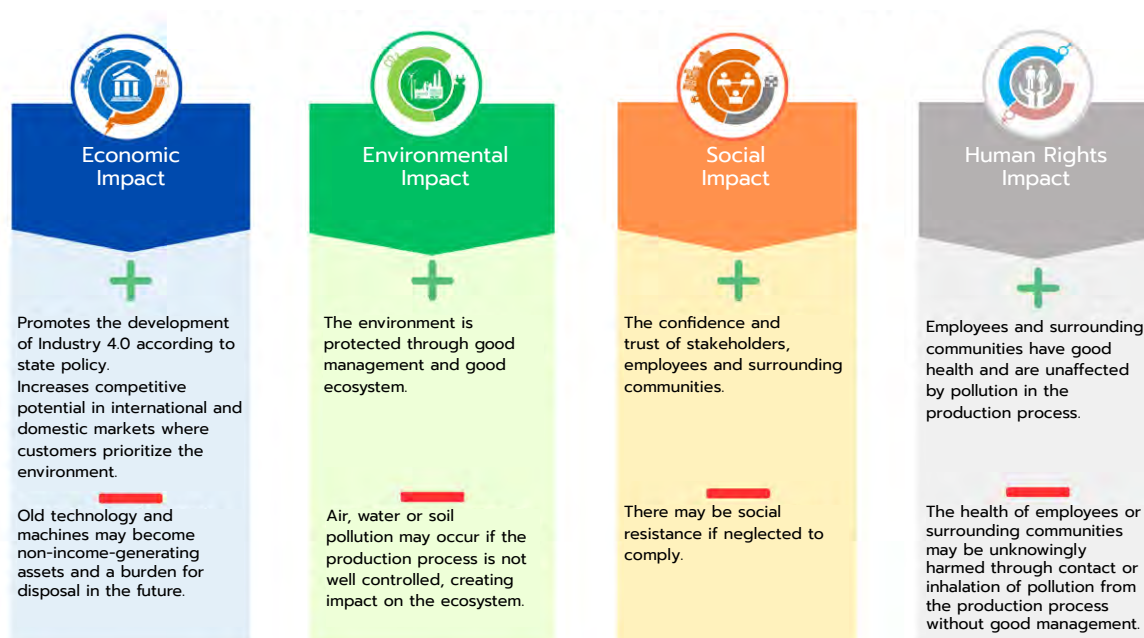 Economic
Impact
Promotes the development
of Industry 4.0 according to
state policy.
Increases competitive
potential in international and
domestic markets where
customers prioritize the
environment.
Old technology and
machines may become
non-income-generating
assets and a burden for
disposal in the future.
Environmental
Impact
The environment is
protected through good
management and good
ecosystem.
Air, water or soil
pollution may occur if the
production process is not
well controlled, creating
impact on the ecosystem.
Social
Impact
The confidence and
trust of stakeholders,
employees and surrounding
communities.
There may be social
resistance if neglected to
comply.
Human Rights
Impact
Employees and surrounding
communities have good
health and are unaffected
by pollution in the
production process.
The health of employees or
surrounding communities
may be unknowingly
harmed through contact or
inhalation of pollution from
the production process
without good management.